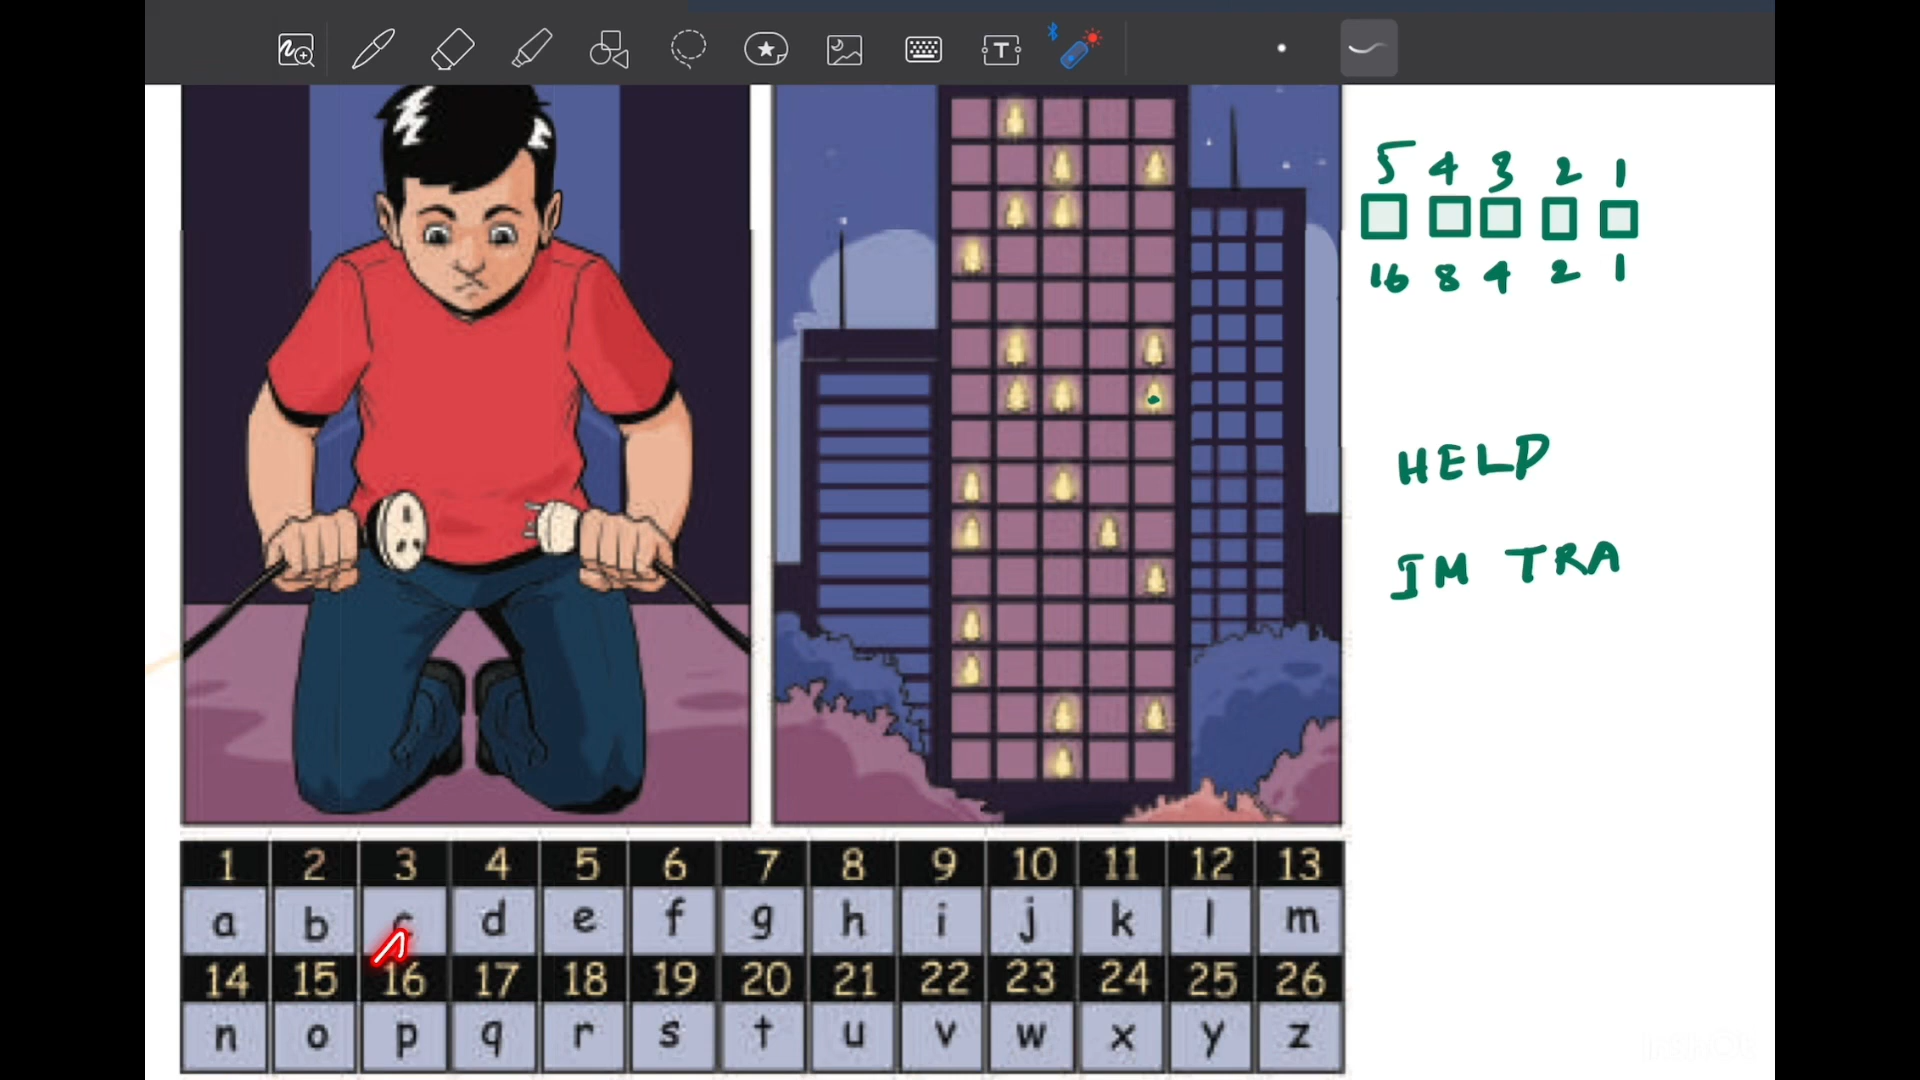 T
5 4 3 2 1
16 8 4 2 1
HELP
IM TRA
1 2 3 4 5 6 7 8 9 10 11 12 13
a b c d e f g h i j k l m
14 15 16 17 18 19 20 21 22 23 24 25 26
n o p q r s t u v w x y z